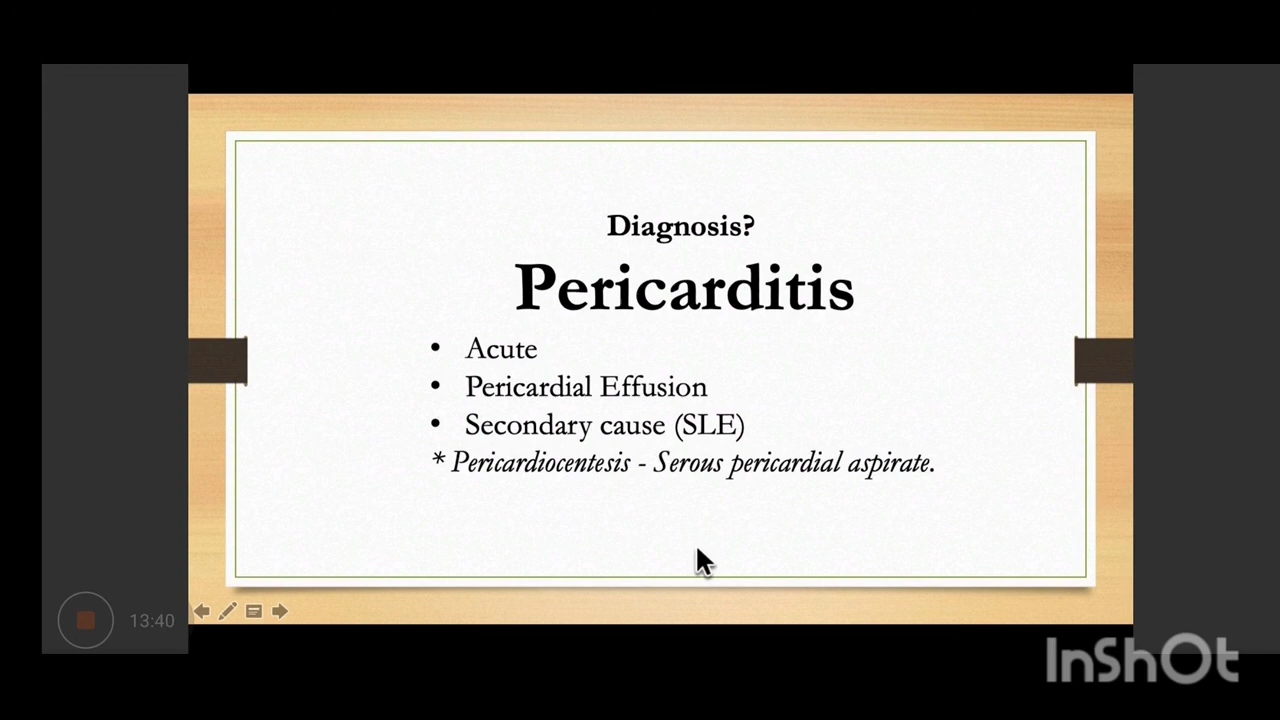 Diagnosis?
Pericarditis
• Acute
• Pericardial Effusion
• Secondary cause (SLE)
* Pericardiocentesis - Serous pericardial aspirate.
13:40
InShOt